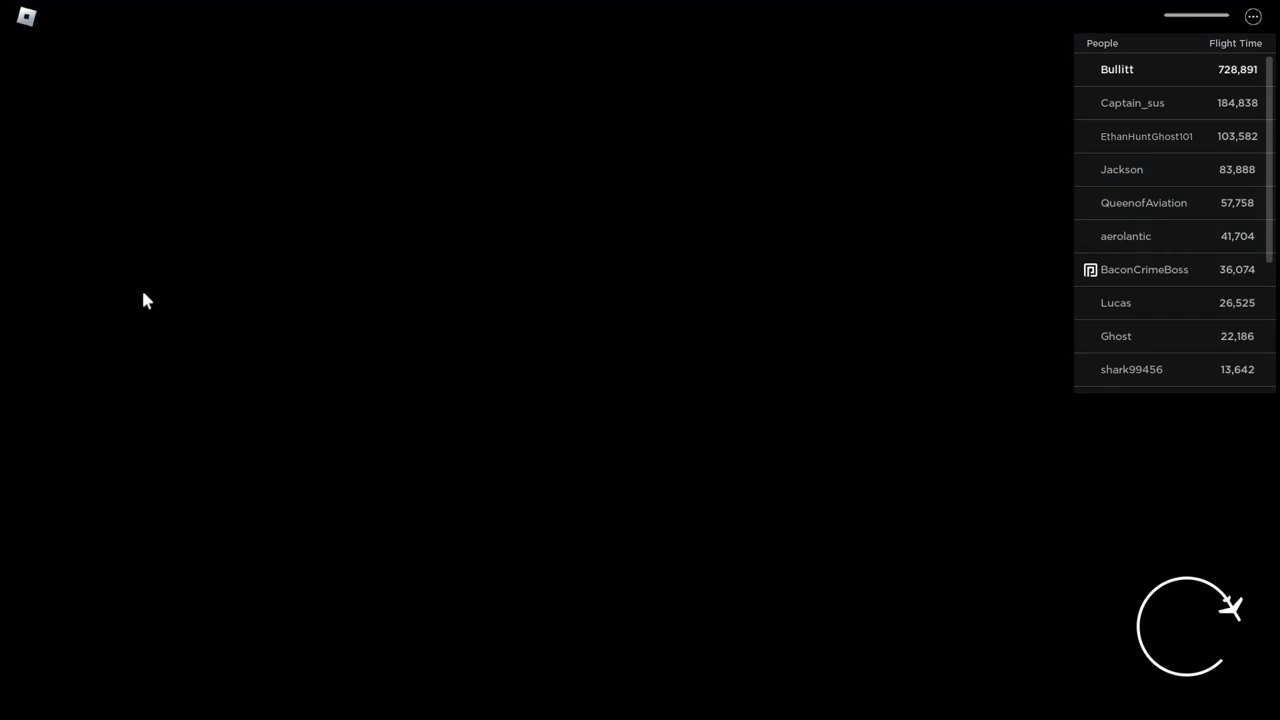 People Flight Time
Bullitt 728,891
Captain_sus 184,838
EthanHuntGhost101 103,582
Jackson 83,888
QueenofAviation 57,758
aerolantic 41,704
BaconCrimeBoss 36,074
Lucas 26,525
Ghost 22,186
shark99456 13,642